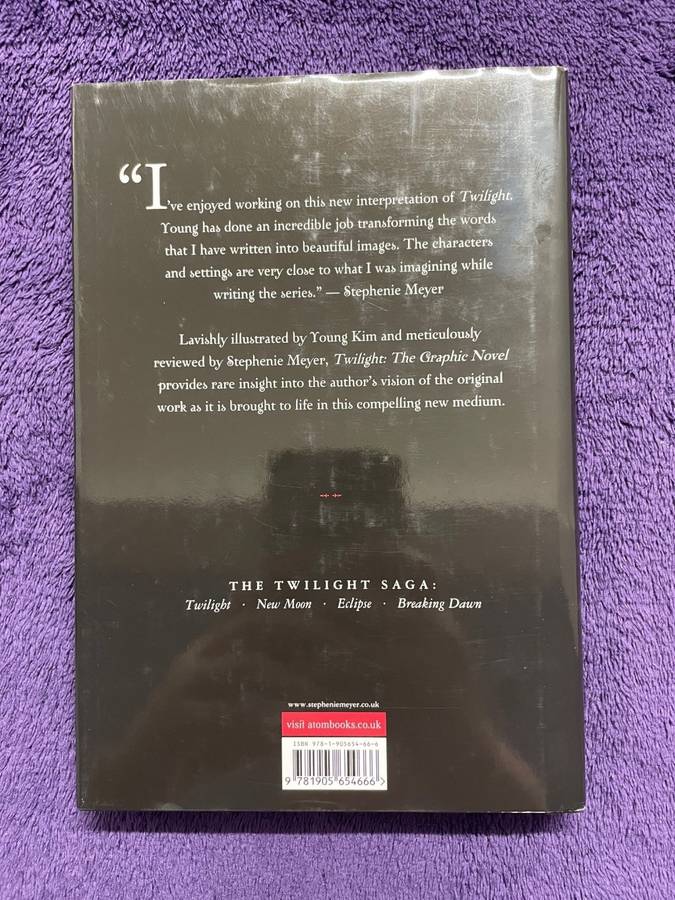 “I’ve enjoyed working on this new interpretation of Twilight.
Young has done an incredible job transforming the words
that I have written into beautiful images. The characters
and settings are very close to what I was imagining while
writing the series.” — Stephenie Meyer
Lavishly illustrated by Young Kim and meticulously
reviewed by Stephenie Meyer, Twilight: The Graphic Novel
provides rare insight into the author’s vision of the original
work as it is brought to life in this compelling new medium.
THE TWILIGHT SAGA:
Twilight · New Moon · Eclipse · Breaking Dawn
www.stepheniemeyer.co.uk
visit atombooks.co.uk
ISBN 978-1-905654-66-6
9 781905 654666 >